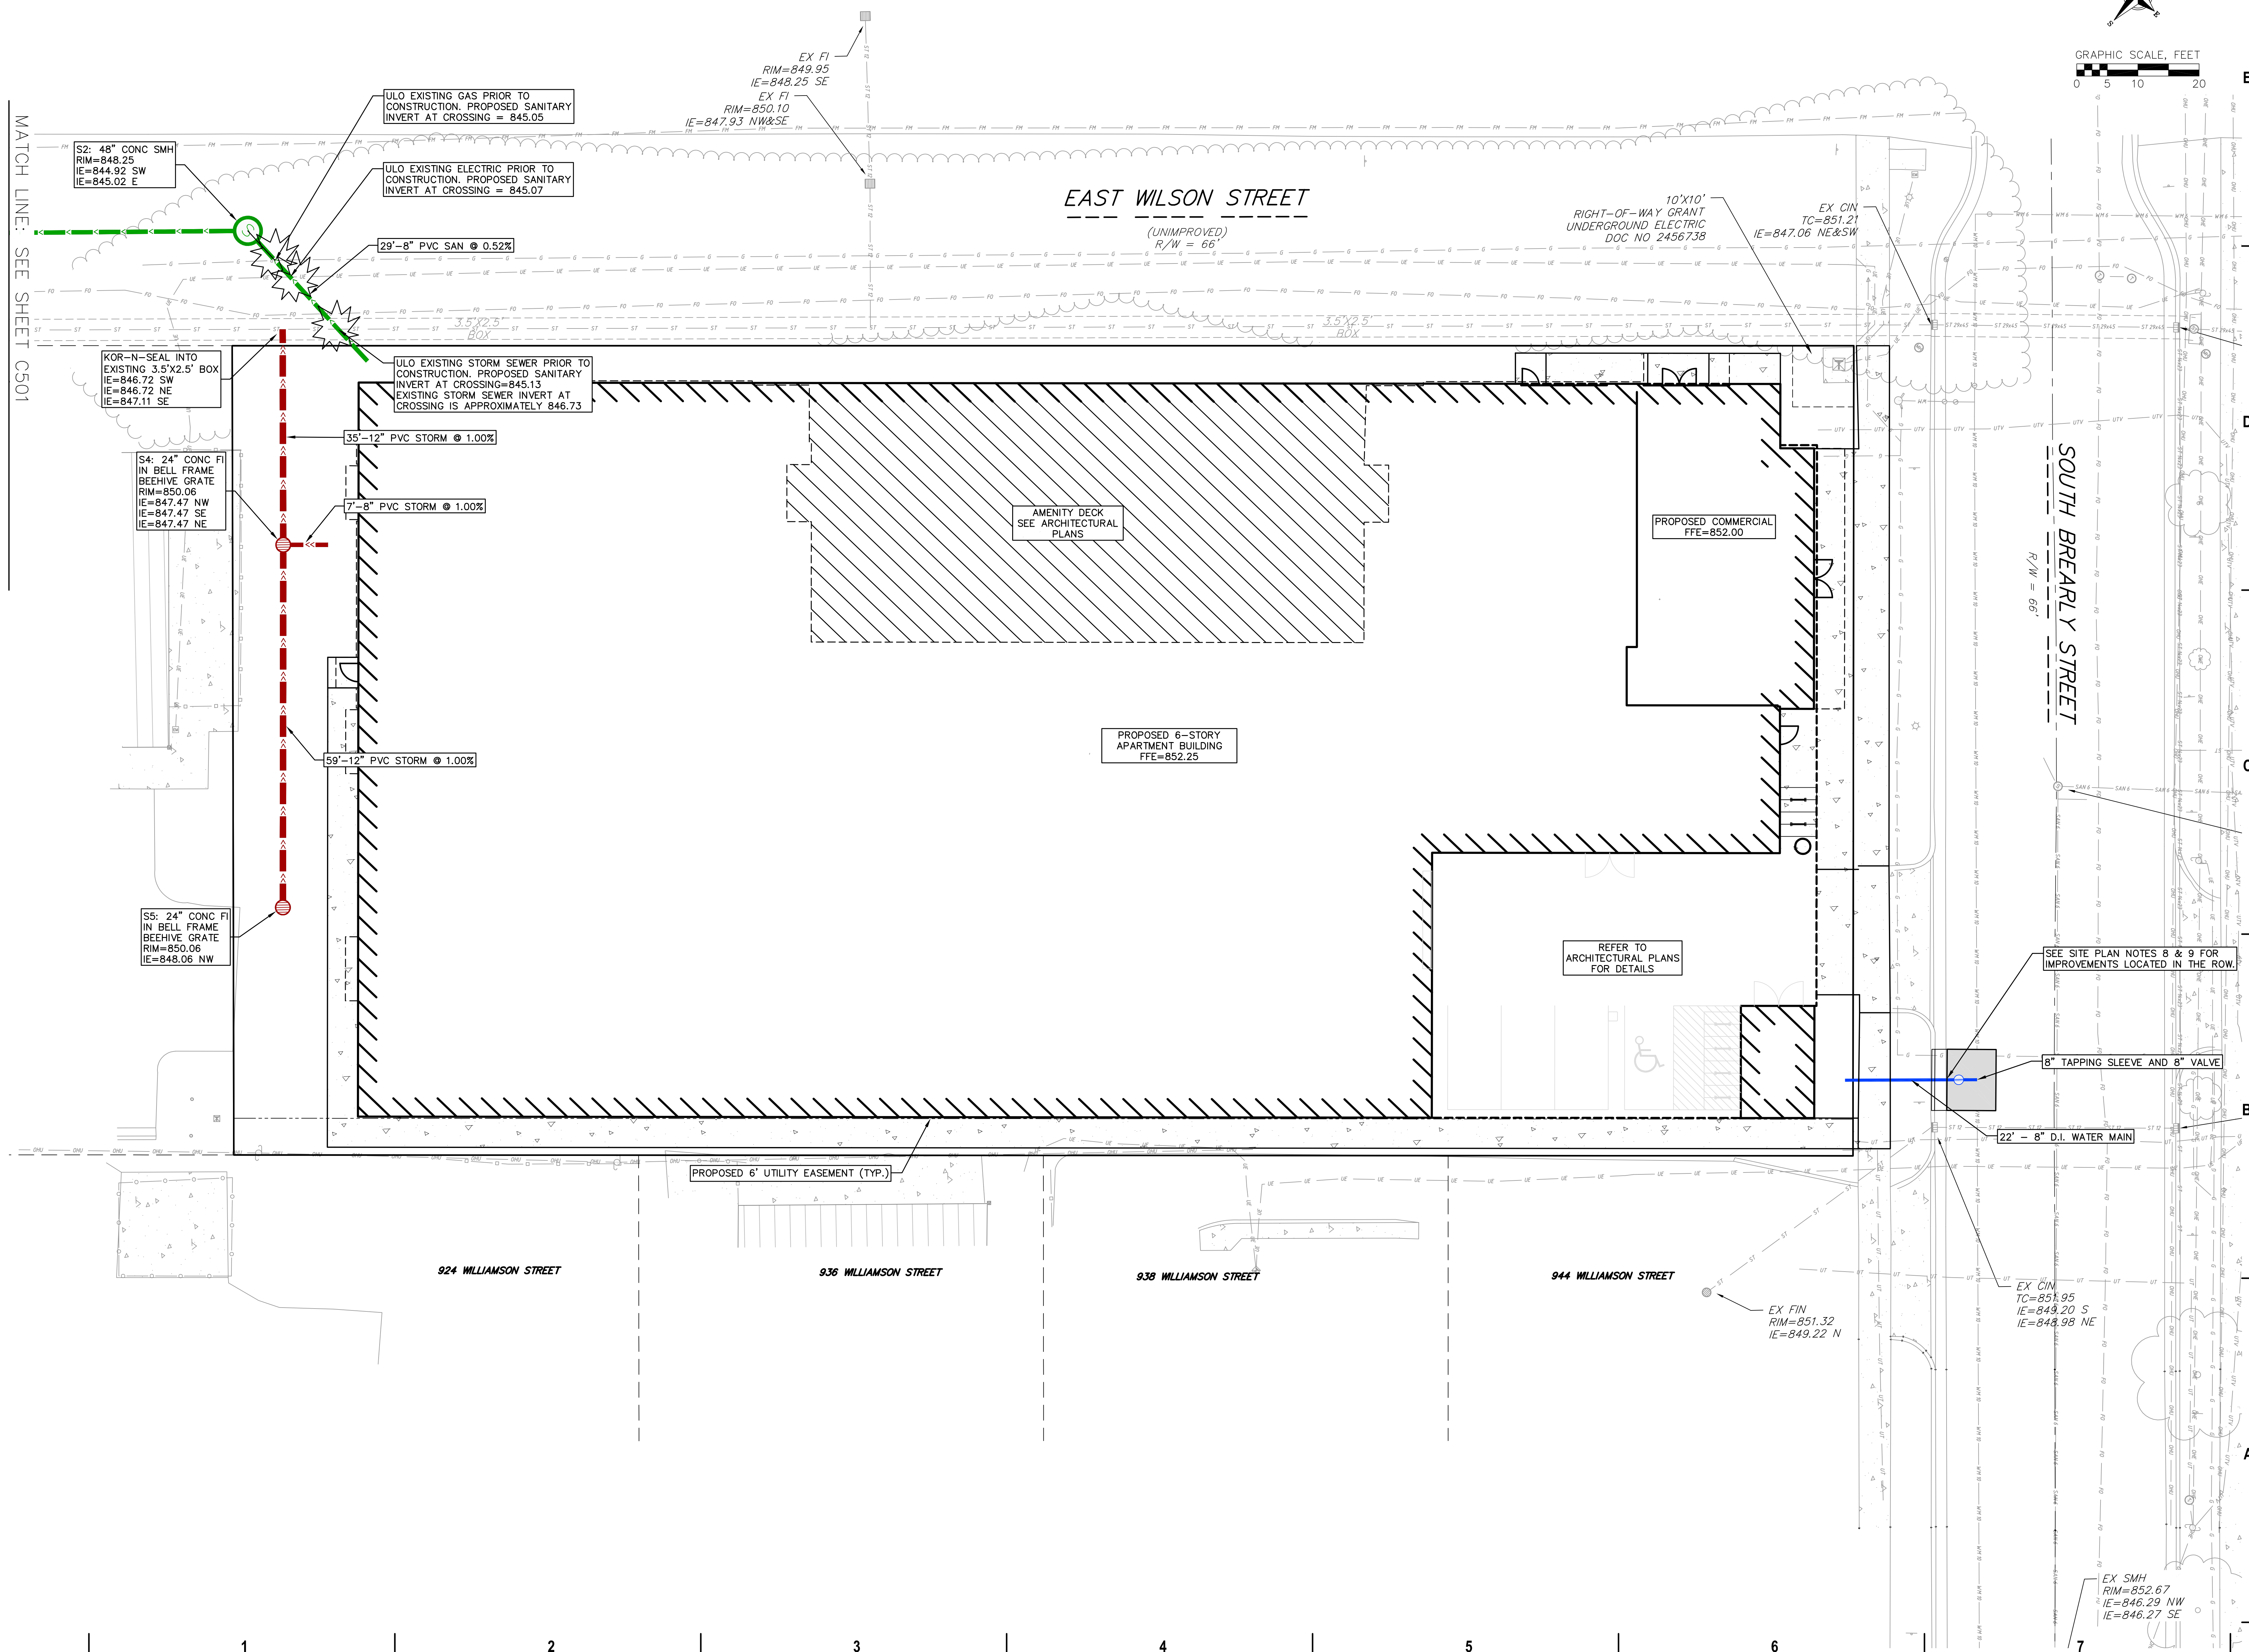 GRAPHIC SCALE, FEET
0 5 10 20
S
E
B
D
C
B
A
MATCH LINE: SEE SHEET C501
EX FI
RIM=849.95
IE=848.25 SE
EX FI
RIM=850.10
IE=847.93 NW&SE
ULO EXISTING GAS PRIOR TO
CONSTRUCTION. PROPOSED SANITARY
INVERT AT CROSSING = 845.05
S2: 48" CONC SMH
RIM=848.25
IE=844.92 SW
IE=845.02 E
ULO EXISTING ELECTRIC PRIOR TO
CONSTRUCTION. PROPOSED SANITARY
INVERT AT CROSSING = 845.07
29'-8" PVC SAN @ 0.52%
EAST WILSON STREET
(UNIMPROVED)
R/W = 66'
10'X10'
RIGHT-OF-WAY GRANT
UNDERGROUND ELECTRIC
DOC NO 2456738
EX CIN
TC=851.21
IE=847.06 NE&SW
3.5'X2.5'
BOX
3.5'X2.5'
BOX
KOR-N-SEAL INTO
EXISTING 3.5'X2.5' BOX
IE=846.72 SW
IE=846.72 NE
IE=847.11 SE
ULO EXISTING STORM SEWER PRIOR TO
CONSTRUCTION. PROPOSED SANITARY
INVERT AT CROSSING=845.13
EXISTING STORM SEWER INVERT AT
CROSSING IS APPROXIMATELY 846.73
35'-12" PVC STORM @ 1.00%
S4: 24" CONC FI
IN BELL FRAME
BEEHIVE GRATE
RIM=850.06
IE=847.47 NW
IE=847.47 SE
IE=847.47 NE
7'-8" PVC STORM @ 1.00%
AMENITY DECK
SEE ARCHITECTURAL
PLANS
PROPOSED COMMERCIAL
FFE=852.00
SOUTH BREARLY STREET
R/W = 66'
PROPOSED 6-STORY
APARTMENT BUILDING
FFE=852.25
59'-12" PVC STORM @ 1.00%
S5: 24" CONC FI
IN BELL FRAME
BEEHIVE GRATE
RIM=850.06
IE=848.06 NW
REFER TO
ARCHITECTURAL PLANS
FOR DETAILS
SEE SITE PLAN NOTES 8 & 9 FOR
IMPROVEMENTS LOCATED IN THE ROW.
8" TAPPING SLEEVE AND 8" VALVE
22' - 8" D.I. WATER MAIN
PROPOSED 6' UTILITY EASEMENT (TYP.)
924 WILLIAMSON STREET
936 WILLIAMSON STREET
938 WILLIAMSON STREET
944 WILLIAMSON STREET
EX FIN
RIM=851.32
IE=849.22 N
EX CIN
TC=851.95
IE=849.20 S
IE=848.98 NE
EX SMH
RIM=852.67
IE=846.29 NW
IE=846.27 SE
1 2 3 4 5 6 7